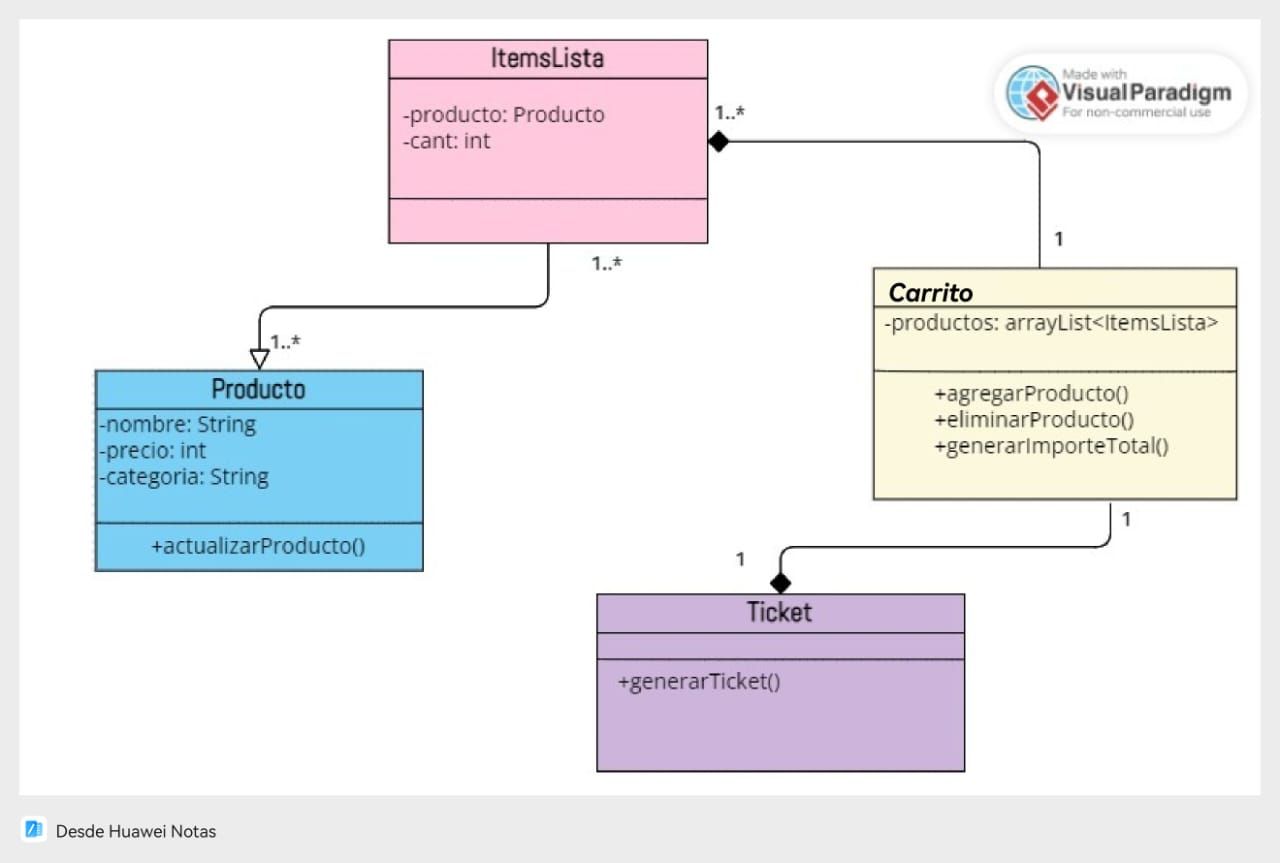 ItemsLista
-producto: Producto
-cant: int
1..*
Made with
Visual Paradigm
For non-commercial use
1
1..*
1..*
Carrito
-productos: arrayList<ItemsLista>
+agregarProducto()
+eliminarProducto()
+generarImporteTotal()
Producto
-nombre: String
-precio: int
-categoria: String
+actualizarProducto()
1
1
Ticket
+generarTicket()
Desde Huawei Notas